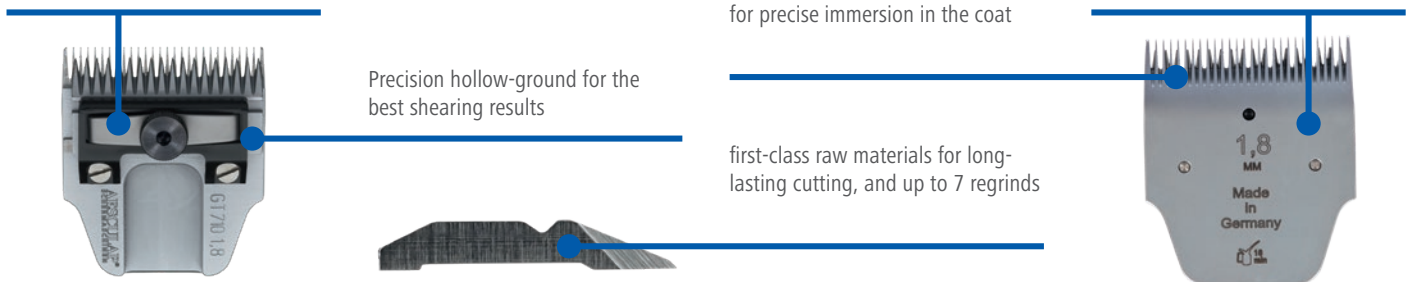 for precise immersion in the coat
Precision hollow-ground for the
best shearing results
first-class raw materials for long-
lasting cutting, and up to 7 regrinds
GT710 1.8
1,8
MM
Made
in
Germany